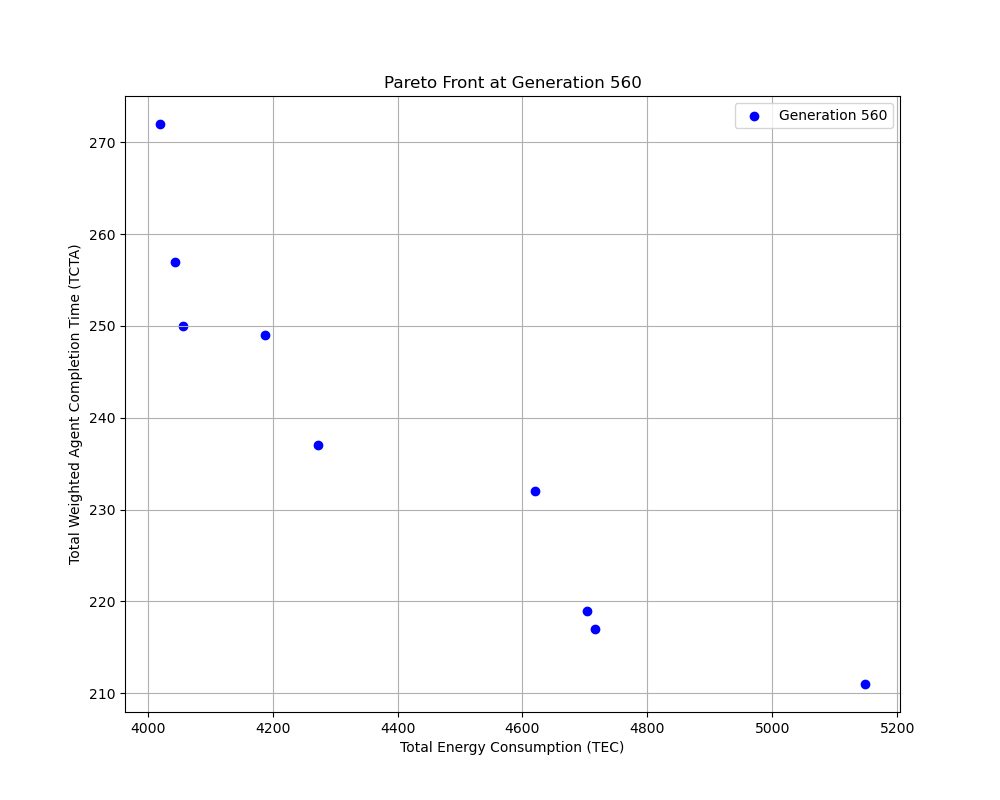 Pareto Front at Generation 560
Generation 560
Total Weighted Agent Completion Time (TCTA)
270
260
250
240
230
220
210
4000 4200 4400 4600 4800 5000 5200
Total Energy Consumption (TEC)